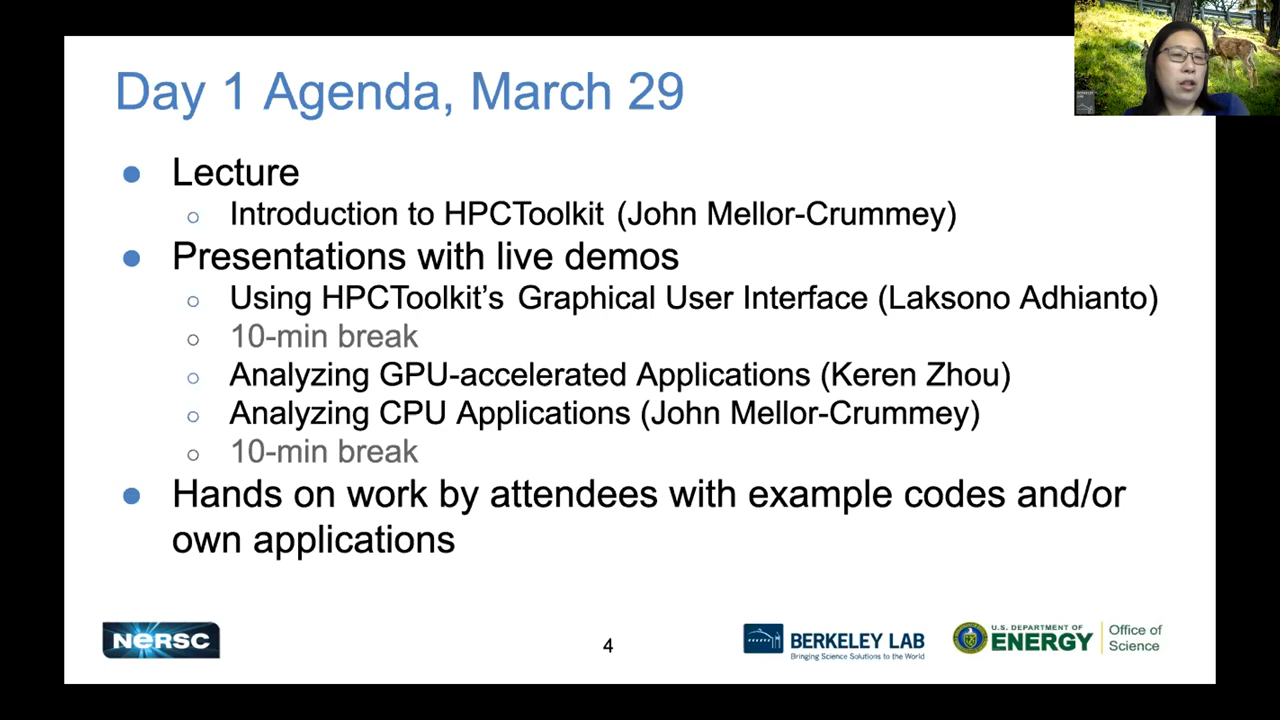 Day 1 Agenda, March 29
● Lecture
○ Introduction to HPCToolkit (John Mellor-Crummey)
● Presentations with live demos
○ Using HPCToolkit's Graphical User Interface (Laksono Adhianto)
○ 10-min break
○ Analyzing GPU-accelerated Applications (Keren Zhou)
○ Analyzing CPU Applications (John Mellor-Crummey)
○ 10-min break
● Hands on work by attendees with example codes and/or
own applications
NERSC
4
BERKELEY LAB
Bringing Science Solutions to the World
U.S. DEPARTMENT OF
ENERGY
Office of
Science
BERKELEY LAB